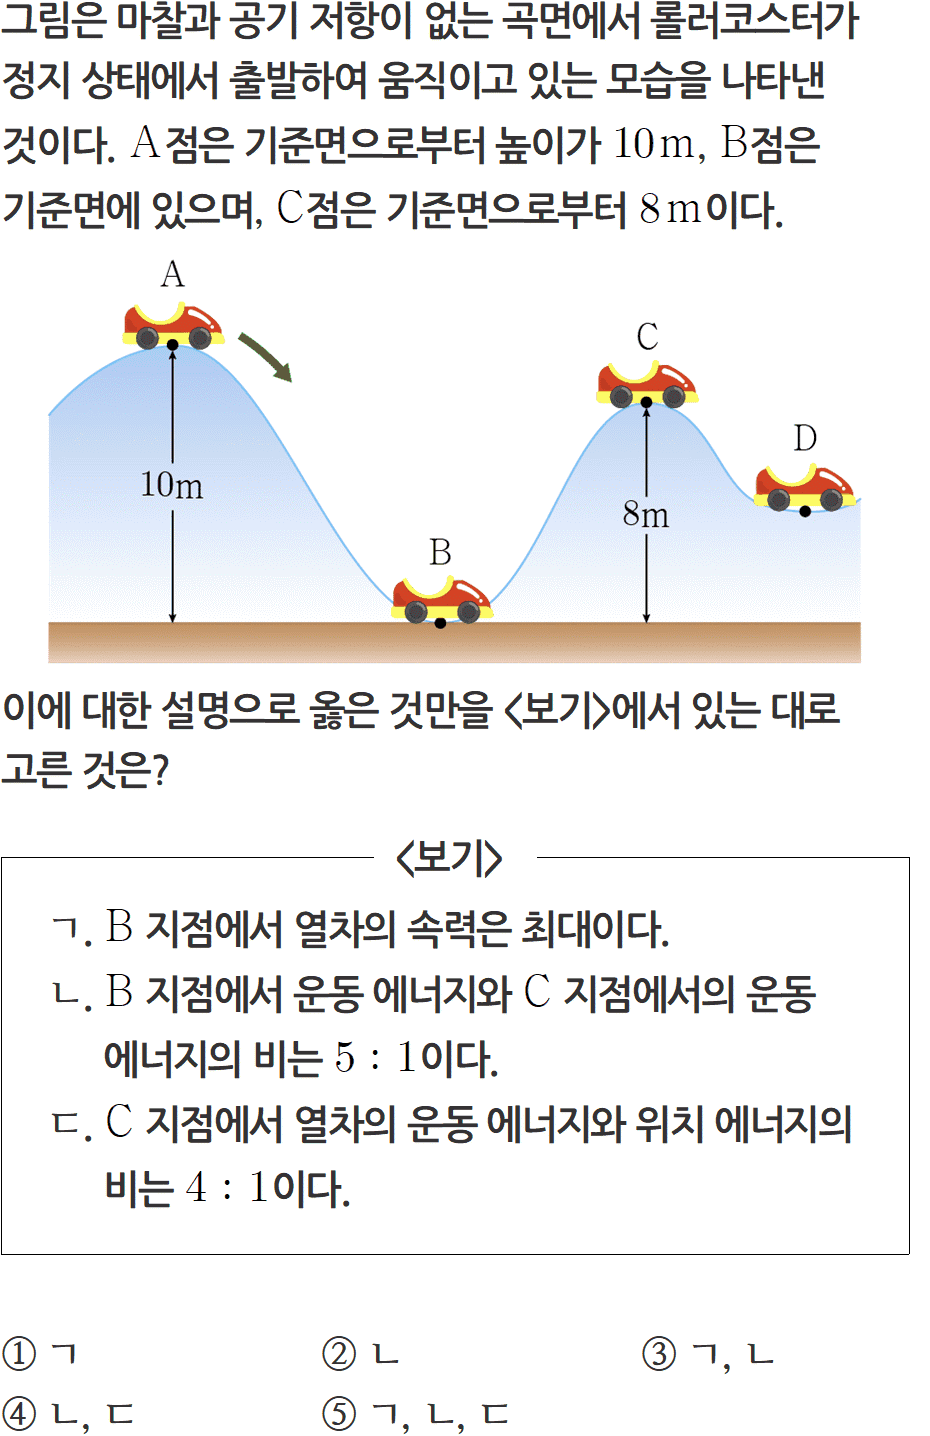 그림은 마찰과 공기 저항이 없는 곡면에서 롤러코스터가
정지 상태에서 출발하여 움직이고 있는 모습을 나타낸
것이다. A점은 기준면으로부터 높이가 10m, B점은
기준면에 있으며, C점은 기준면으로부터 8m이다.
A
C
D
10m
8m
B
이에 대한 설명으로 옳은 것만을 <보기>에서 있는 대로
고른 것은?
<보기>
ㄱ. B 지점에서 열차의 속력은 최대이다.
ㄴ. B 지점에서 운동 에너지와 C 지점에서의 운동
에너지의 비는 5 : 1이다.
ㄷ. C 지점에서 열차의 운동 에너지와 위치 에너지의
비는 4 : 1이다.
① ㄱ ② ㄴ ③ ㄱ, ㄴ
④ ㄴ, ㄷ ⑤ ㄱ, ㄴ, ㄷ